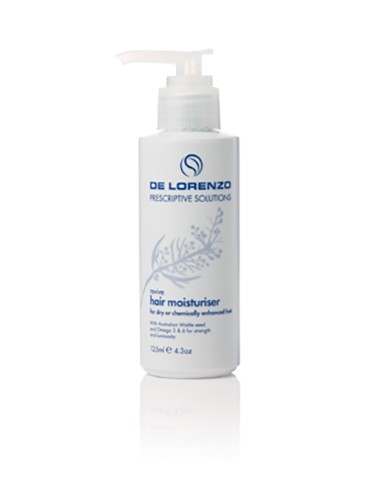 DE LORENZO
PRESCRIPTIVE SOLUTIONS
revive
hair moisturiser
for dry or chemically enhanced hair
With Australian Wattle seed
and Omega 3 & 6 for strength
and luminosity
125ml e 4.3oz